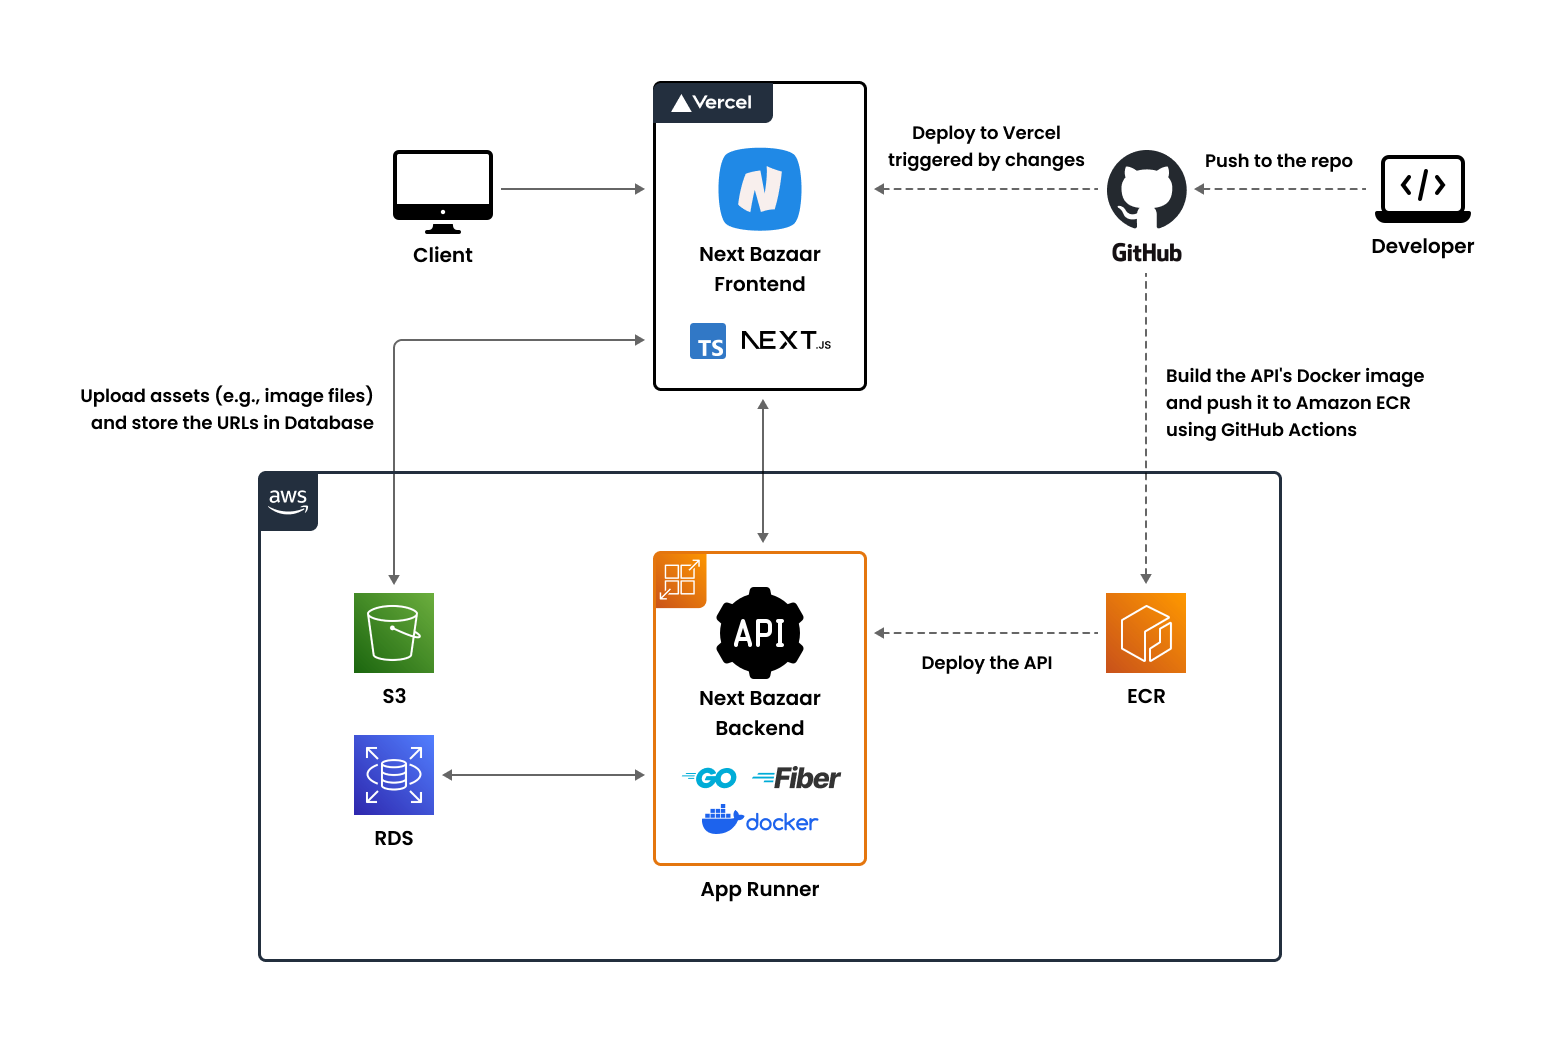 Vercel
Deploy to Vercel
triggered by changes
Push to the repo
Client
Next Bazaar
Frontend
GitHub
Developer
TS
NEXT.JS
Upload assets (e.g., image files)
and store the URLs in Database
Build the API's Docker image
and push it to Amazon ECR
using GitHub Actions
aws
API
Deploy the API
S3
Next Bazaar
Backend
ECR
GO
Fiber
docker
RDS
App Runner